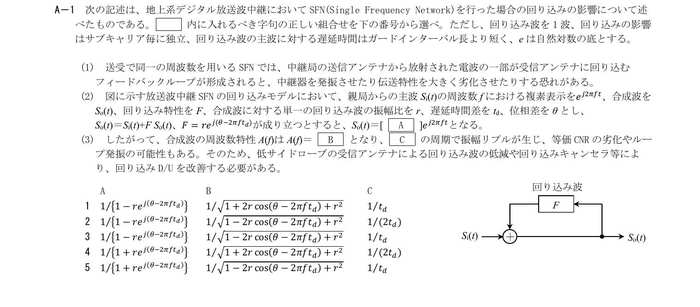 A-1 次の記述は、地上系デジタル放送波中継において SFN(Single Frequency Network)を行った場合の回り込みの影響について述
べたものである。□ 内に入れるべき字句の正しい組合せを下の番号から選べ。ただし、回り込み波を 1 波、回り込みの影響
はサブキャリア毎に独立、回り込み波の主波に対する遅延時間はガードインターバル長より短く、eは自然対数の底とする。
(1) 送受で同一の周波数を用いる SFN では、中継局の送信アンテナから放射された電波の一部が受信アンテナに回り込む
フィードバックループが形成されると、中継器を発振させたり伝送特性を大きく劣化させたりする恐れがある。
(2) 図に示す放送波中継 SFN の回り込みモデルにおいて、親局からの主波 Si(t)の周波数 f における複素表示をe^{j2πft}、合成波を
So(t)、回り込み特性を F、合成波に対する単一の回り込み波の振幅比を r、遅延時間差を td、位相差を θ とし、
So(t)=Si(t)+F So(t)、F = re^{j(θ−2πftd)}が成り立つとすると、So(t)=[ A ]e^{j2πft}となる。
(3) したがって、合成波の周波数特性 A(f)は A(f)= B となり、 C の周期で振幅リプルが生じ、等価 CNR の劣化やルー
プ発振の可能性もある。そのため、低サイドローブの受信アンテナによる回り込み波の低減や回り込みキャンセラ等によ
り、回り込み D/U を改善する必要がある。
A B C
1 1/{1 − re^{j(θ−2πftd)}} 1/√1 + 2r cos(θ − 2πftd) + r² 1/td
2 1/{1 − re^{j(θ−2πftd)}} 1/√1 − 2r cos(θ − 2πftd) + r² 1/(2td)
3 1/{1 − re^{j(θ−2πftd)}} 1/√1 − 2r cos(θ − 2πftd) + r² 1/td
4 1/{1 + re^{j(θ−2πftd)}} 1/√1 + 2r cos(θ − 2πftd) + r² 1/(2td)
5 1/{1 + re^{j(θ−2πftd)}} 1/√1 − 2r cos(θ − 2πftd) + r² 1/td
回り込み波
F
Si(t) + So(t)